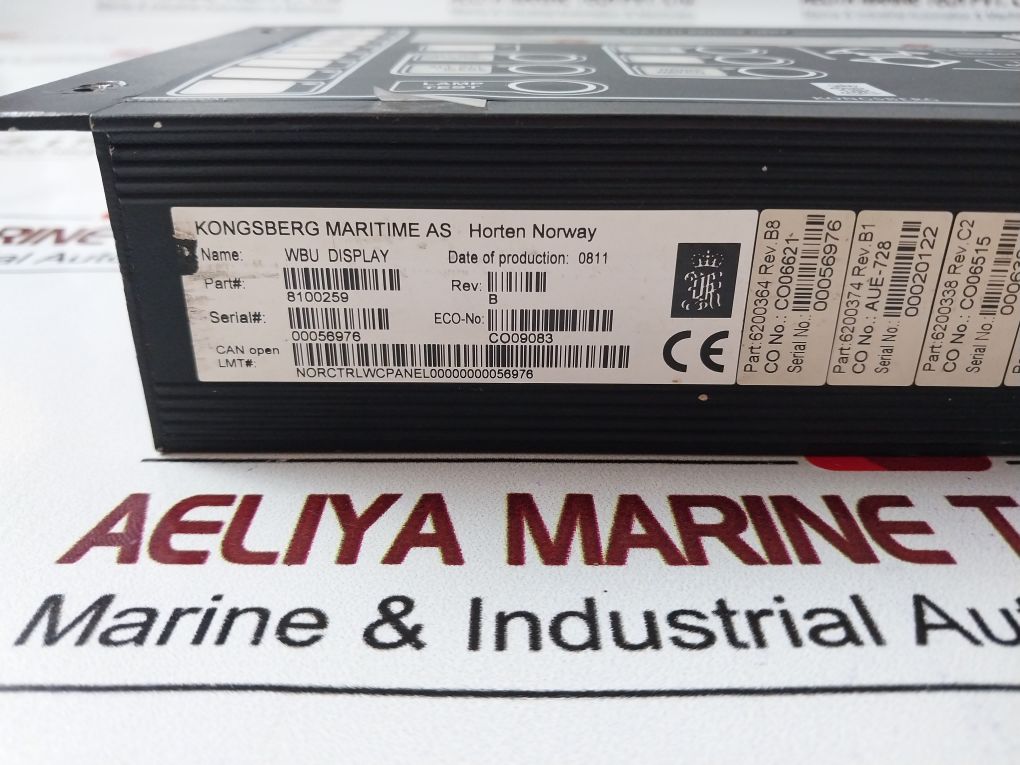 LAMP
TEST
KONGSBERG
KONGSBERG MARITIME AS Horten Norway
Name: WBU DISPLAY Date of production: 0811
Part#: Rev:
8100259 B
Serial#: ECO-No:
00056976 CO09083
CAN open
LMT#:
NORCTRLWCPANEL00000000056976
CE
Part:6200364 Rev.B8
CO No.: CO06621
Serial No.:
00056976
Part:6200374 Rev.B1
CO No.: AUE-728
Serial No.:
00020122
Part:6200338 Rev.C2
CO No.: CO06515
Serial No.:
AELIYA MARINE T
Marine & Industrial Au